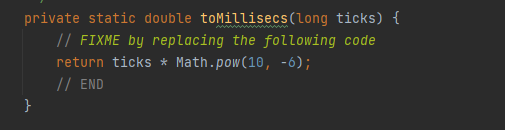 private static double toMillisecs(long ticks) {
// FIXME by replacing the following code
return ticks * Math.pow(10, -6);
// END
}